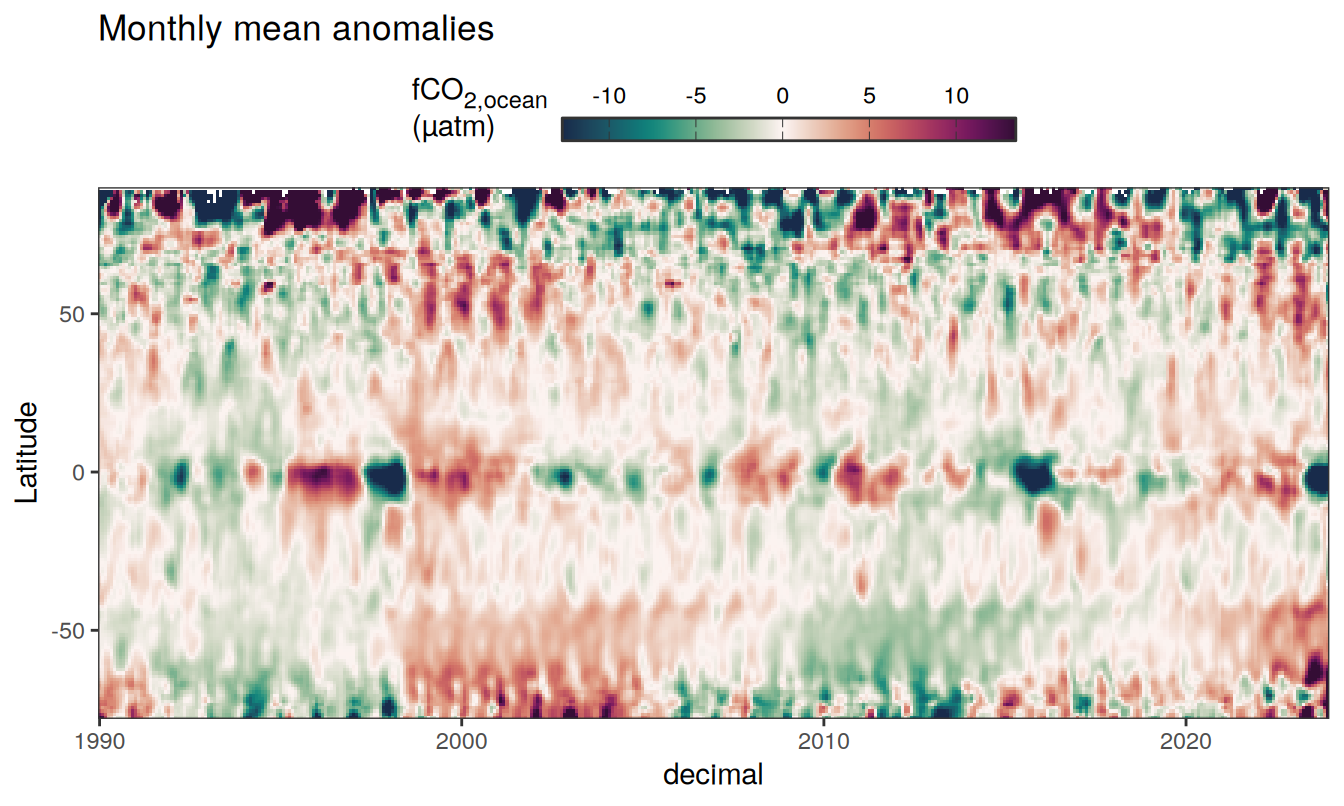 Monthly mean anomalies
fCO₂,ocean
(µatm)
-10 -5 0 5 10
Latitude
50
0
-50
1990 2000 2010 2020
decimal